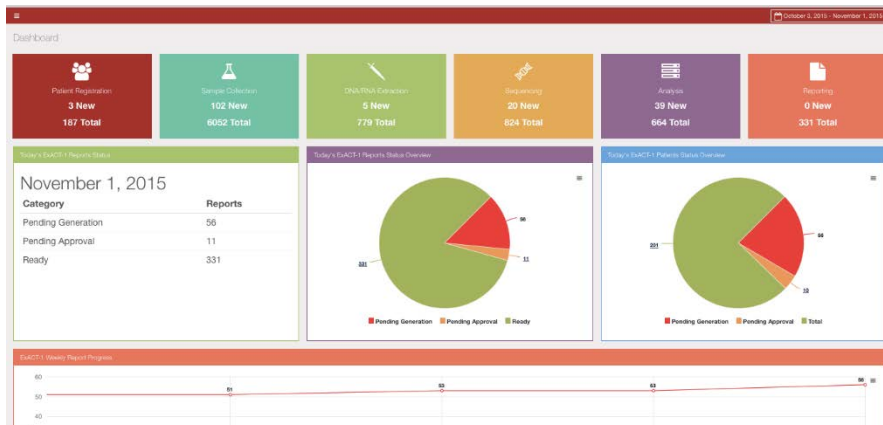 October 3, 2015 - November 1, 2015
Dashboard
Patient Registration
3 New
187 Total
Sample Collection
102 New
6052 Total
DNA/RNA Extraction
5 New
779 Total
Sequencing
20 New
824 Total
Analysis
39 New
664 Total
Reporting
0 New
331 Total
Today's ExACT-1 Reports Status
November 1, 2015
Category Reports
Pending Generation 56
Pending Approval 11
Ready 331
Today's ExACT-1 Reports Status Overview
56
11
331
Pending Generation Pending Approval Ready
Today's ExACT-1 Patients Status Overview
10
Pending Generation Pending Approval Total
ExACT-1 Weekly Report Progress
60
50
40
51
53
53
56